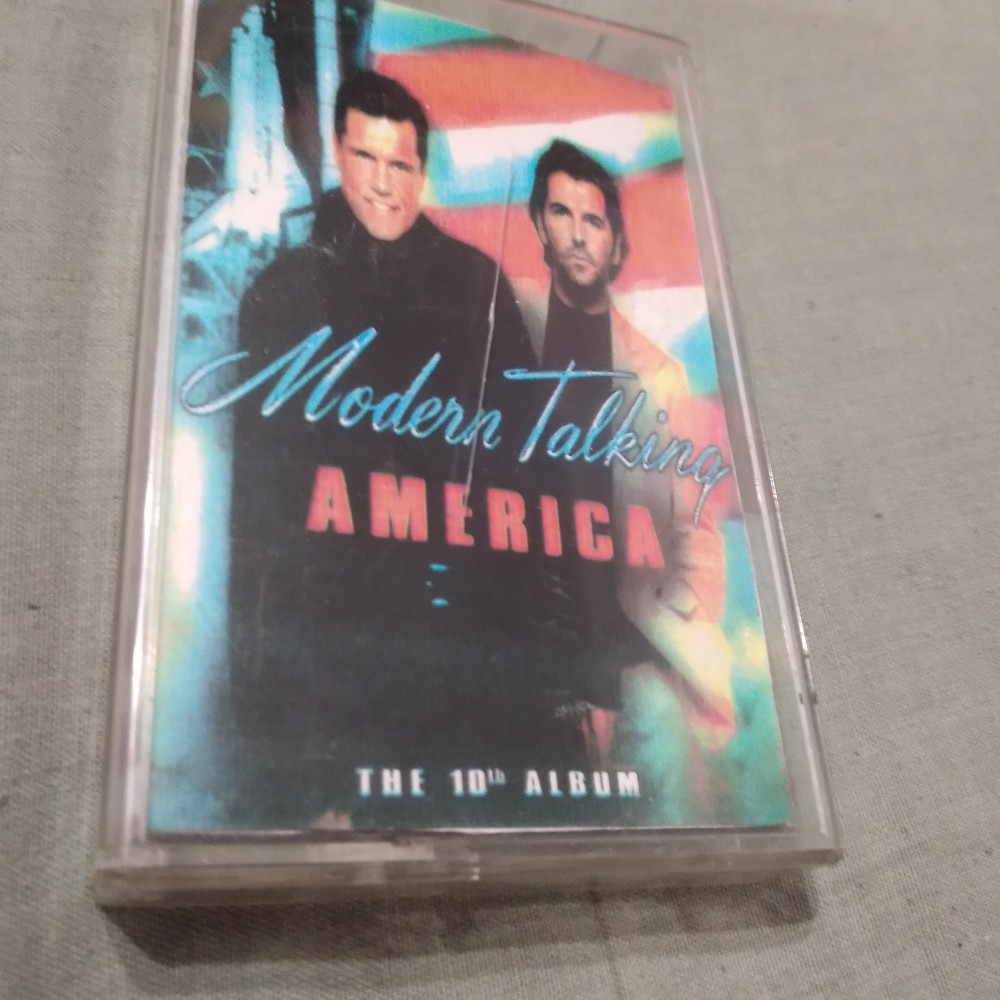 Modern Talking
AMERICA
THE 10th ALBUM